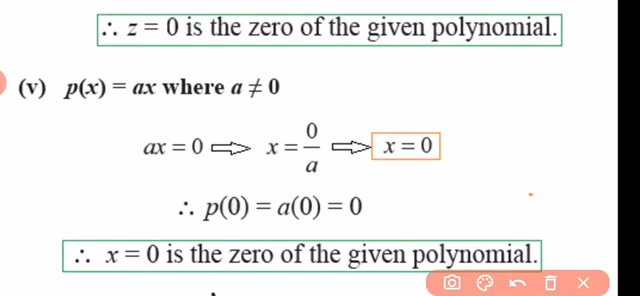 ∴ z = 0 is the zero of the given polynomial.
(v) p(x) = ax where a ≠ 0
ax = 0 ⇒ x = 0/a ⇒ x = 0
∴ p(0) = a(0) = 0
∴ x = 0 is the zero of the given polynomial.